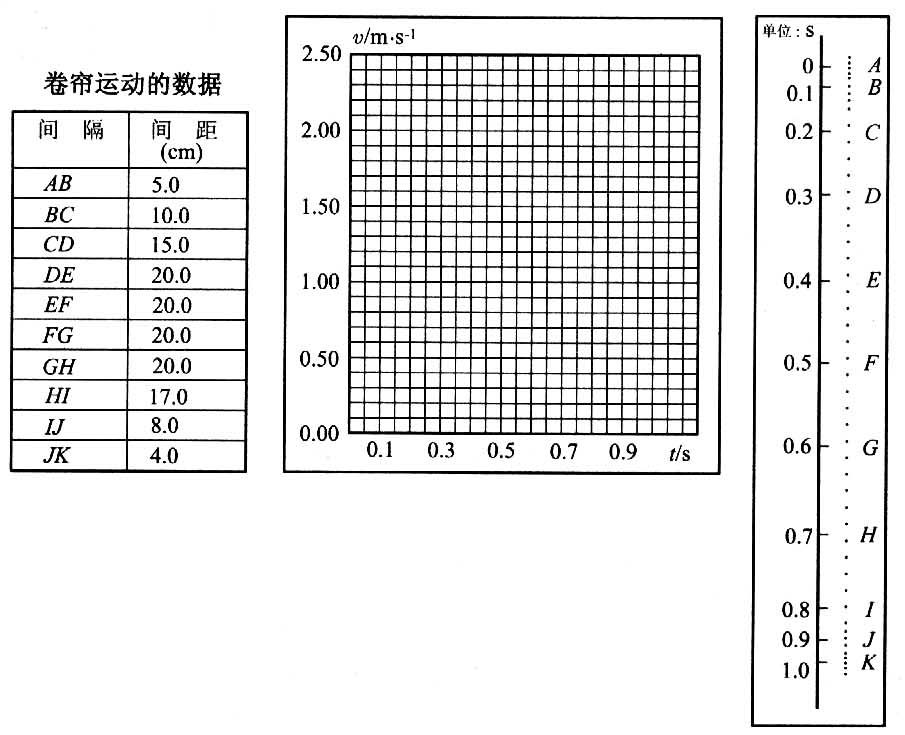 卷帘运动的数据
间 隔 间 距
(cm)
AB 5.0
BC 10.0
CD 15.0
DE 20.0
EF 20.0
FG 20.0
GH 20.0
HI 17.0
IJ 8.0
JK 4.0
v/m·s⁻¹
2.50
2.00
1.50
1.00
0.50
0.00
0.1 0.3 0.5 0.7 0.9 t/s
单位：s
0 A
0.1 B
0.2 C
0.3 D
0.4 E
0.5 F
0.6 G
0.7 H
0.8 I
0.9 J
1.0 K